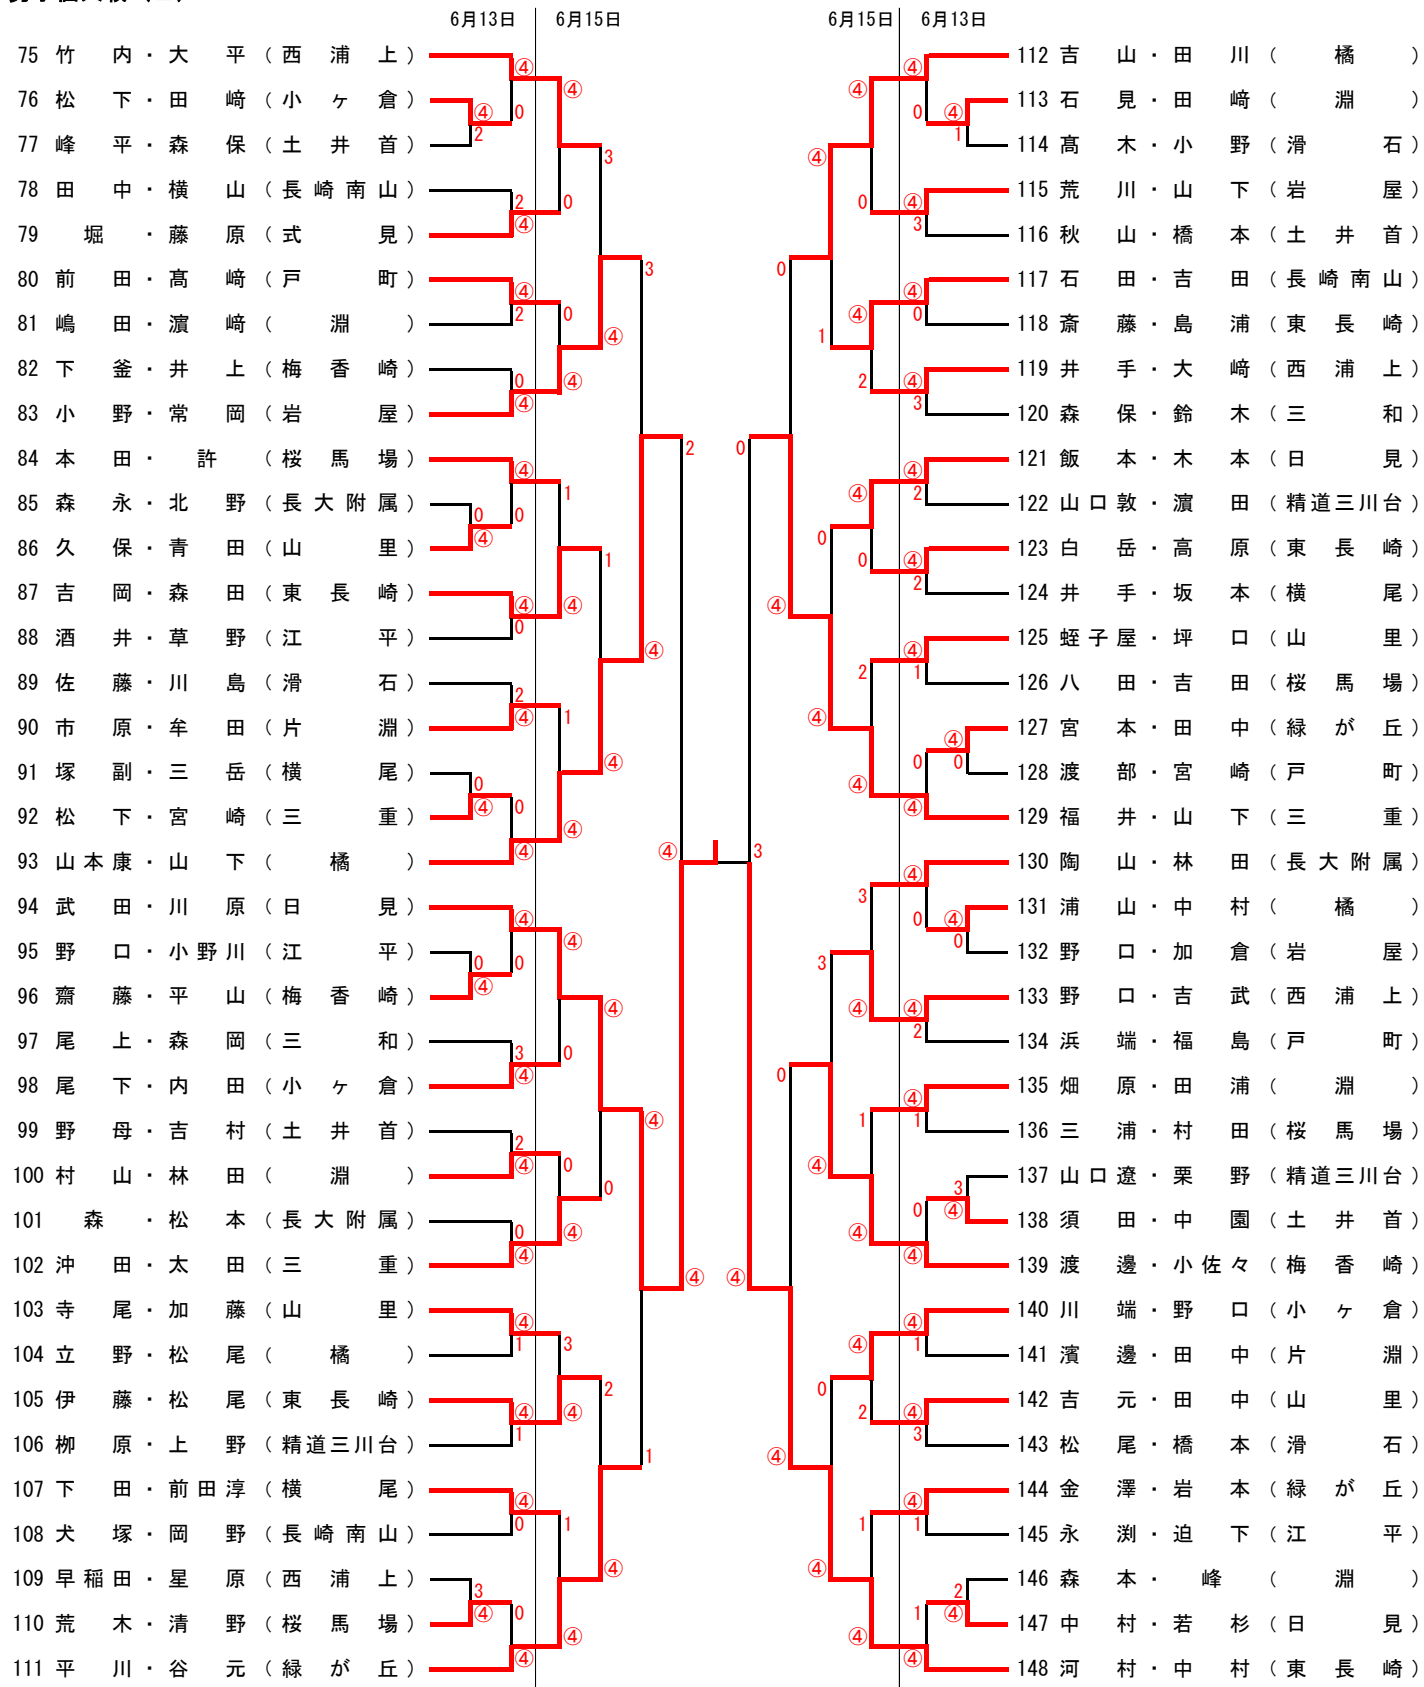 6月13日 6月15日 6月15日 6月13日
75 竹 内・大 平（西 浦 上）
76 松 下・田 﨑（小 ヶ 倉）
77 峰 平・森 保（土 井 首）
78 田 中・横 山（長 崎 南 山）
79 堀 ・藤 原（式 見）
80 前 田・髙 﨑（戸 町）
81 嶋 田・濵 﨑（ 淵 ）
82 下 釜・井 上（梅 香 崎）
83 小 野・常 岡（岩 屋）
84 本 田・ 許 （桜 馬 場）
85 森 永・北 野（長 大 附 属）
86 久 保・青 田（山 里）
87 吉 岡・森 田（東 長 崎）
88 酒 井・草 野（江 平）
89 佐 藤・川 島（滑 石）
90 市 原・牟 田（片 淵）
91 塚 副・三 岳（横 尾）
92 松 下・宮 崎（三 重）
93 山本康・山 下（ 橘 ）
94 武 田・川 原（日 見）
95 野 口・小野川（江 平）
96 齋 藤・平 山（梅 香 崎）
97 尾 上・森 岡（三 和）
98 尾 下・内 田（小 ヶ 倉）
99 野 母・吉 村（土 井 首）
100 村 山・林 田（ 淵 ）
101 森 ・松 本（長 大 附 属）
102 沖 田・太 田（三 重）
103 寺 尾・加 藤（山 里）
104 立 野・松 尾（ 橘 ）
105 伊 藤・松 尾（東 長 崎）
106 栁 原・上 野（精道三川台）
107 下 田・前田淳（横 尾）
108 犬 塚・岡 野（長 崎 南 山）
109 早稲田・星 原（西 浦 上）
110 荒 木・清 野（桜 馬 場）
111 平 川・谷 元（緑 が 丘）
112 吉 山・田 川（ 橘 ）
113 石 見・田 﨑（ 淵 ）
114 髙 木・小 野（滑 石）
115 荒 川・山 下（岩 屋）
116 秋 山・橋 本（土 井 首）
117 石 田・吉 田（長 崎 南 山）
118 斎 藤・島 浦（東 長 崎）
119 井 手・大 﨑（西 浦 上）
120 森 保・鈴 木（三 和）
121 飯 本・木 本（日 見）
122 山口敦・濵 田（精道三川台）
123 白 岳・高 原（東 長 崎）
124 井 手・坂 本（横 尾）
125 蛭子屋・坪 口（山 里）
126 八 田・吉 田（桜 馬 場）
127 宮 本・田 中（緑 が 丘）
128 渡 部・宮 崎（戸 町）
129 福 井・山 下（三 重）
130 陶 山・林 田（長 大 附 属）
131 浦 山・中 村（ 橘 ）
132 野 口・加 倉（岩 屋）
133 野 口・吉 武（西 浦 上）
134 浜 端・福 島（戸 町）
135 畑 原・田 浦（ 淵 ）
136 三 浦・村 田（桜 馬 場）
137 山口遼・栗 野（精道三川台）
138 須 田・中 園（土 井 首）
139 渡 邊・小佐々（梅 香 崎）
140 川 端・野 口（小 ヶ 倉）
141 濱 邊・田 中（片 淵）
142 吉 元・田 中（山 里）
143 松 尾・橋 本（滑 石）
144 金 澤・岩 本（緑 が 丘）
145 永 渕・迫 下（江 平）
146 森 本・ 峰 （ 淵 ）
147 中 村・若 杉（日 見）
148 河 村・中 村（東 長 崎）